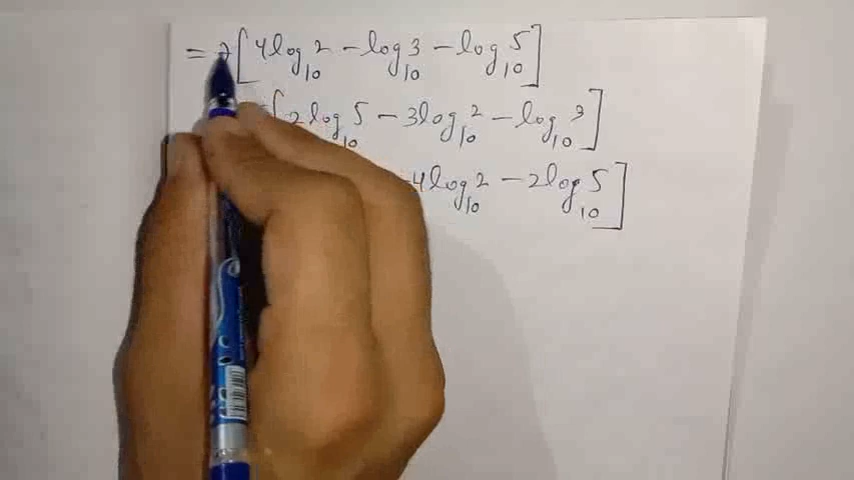 = 7[4log₁₀2 - log₁₀3 - log₁₀5]
[2log₁₀5 - 3log₁₀2 - log₁₀3]
4log₁₀2 - 2log₁₀5]